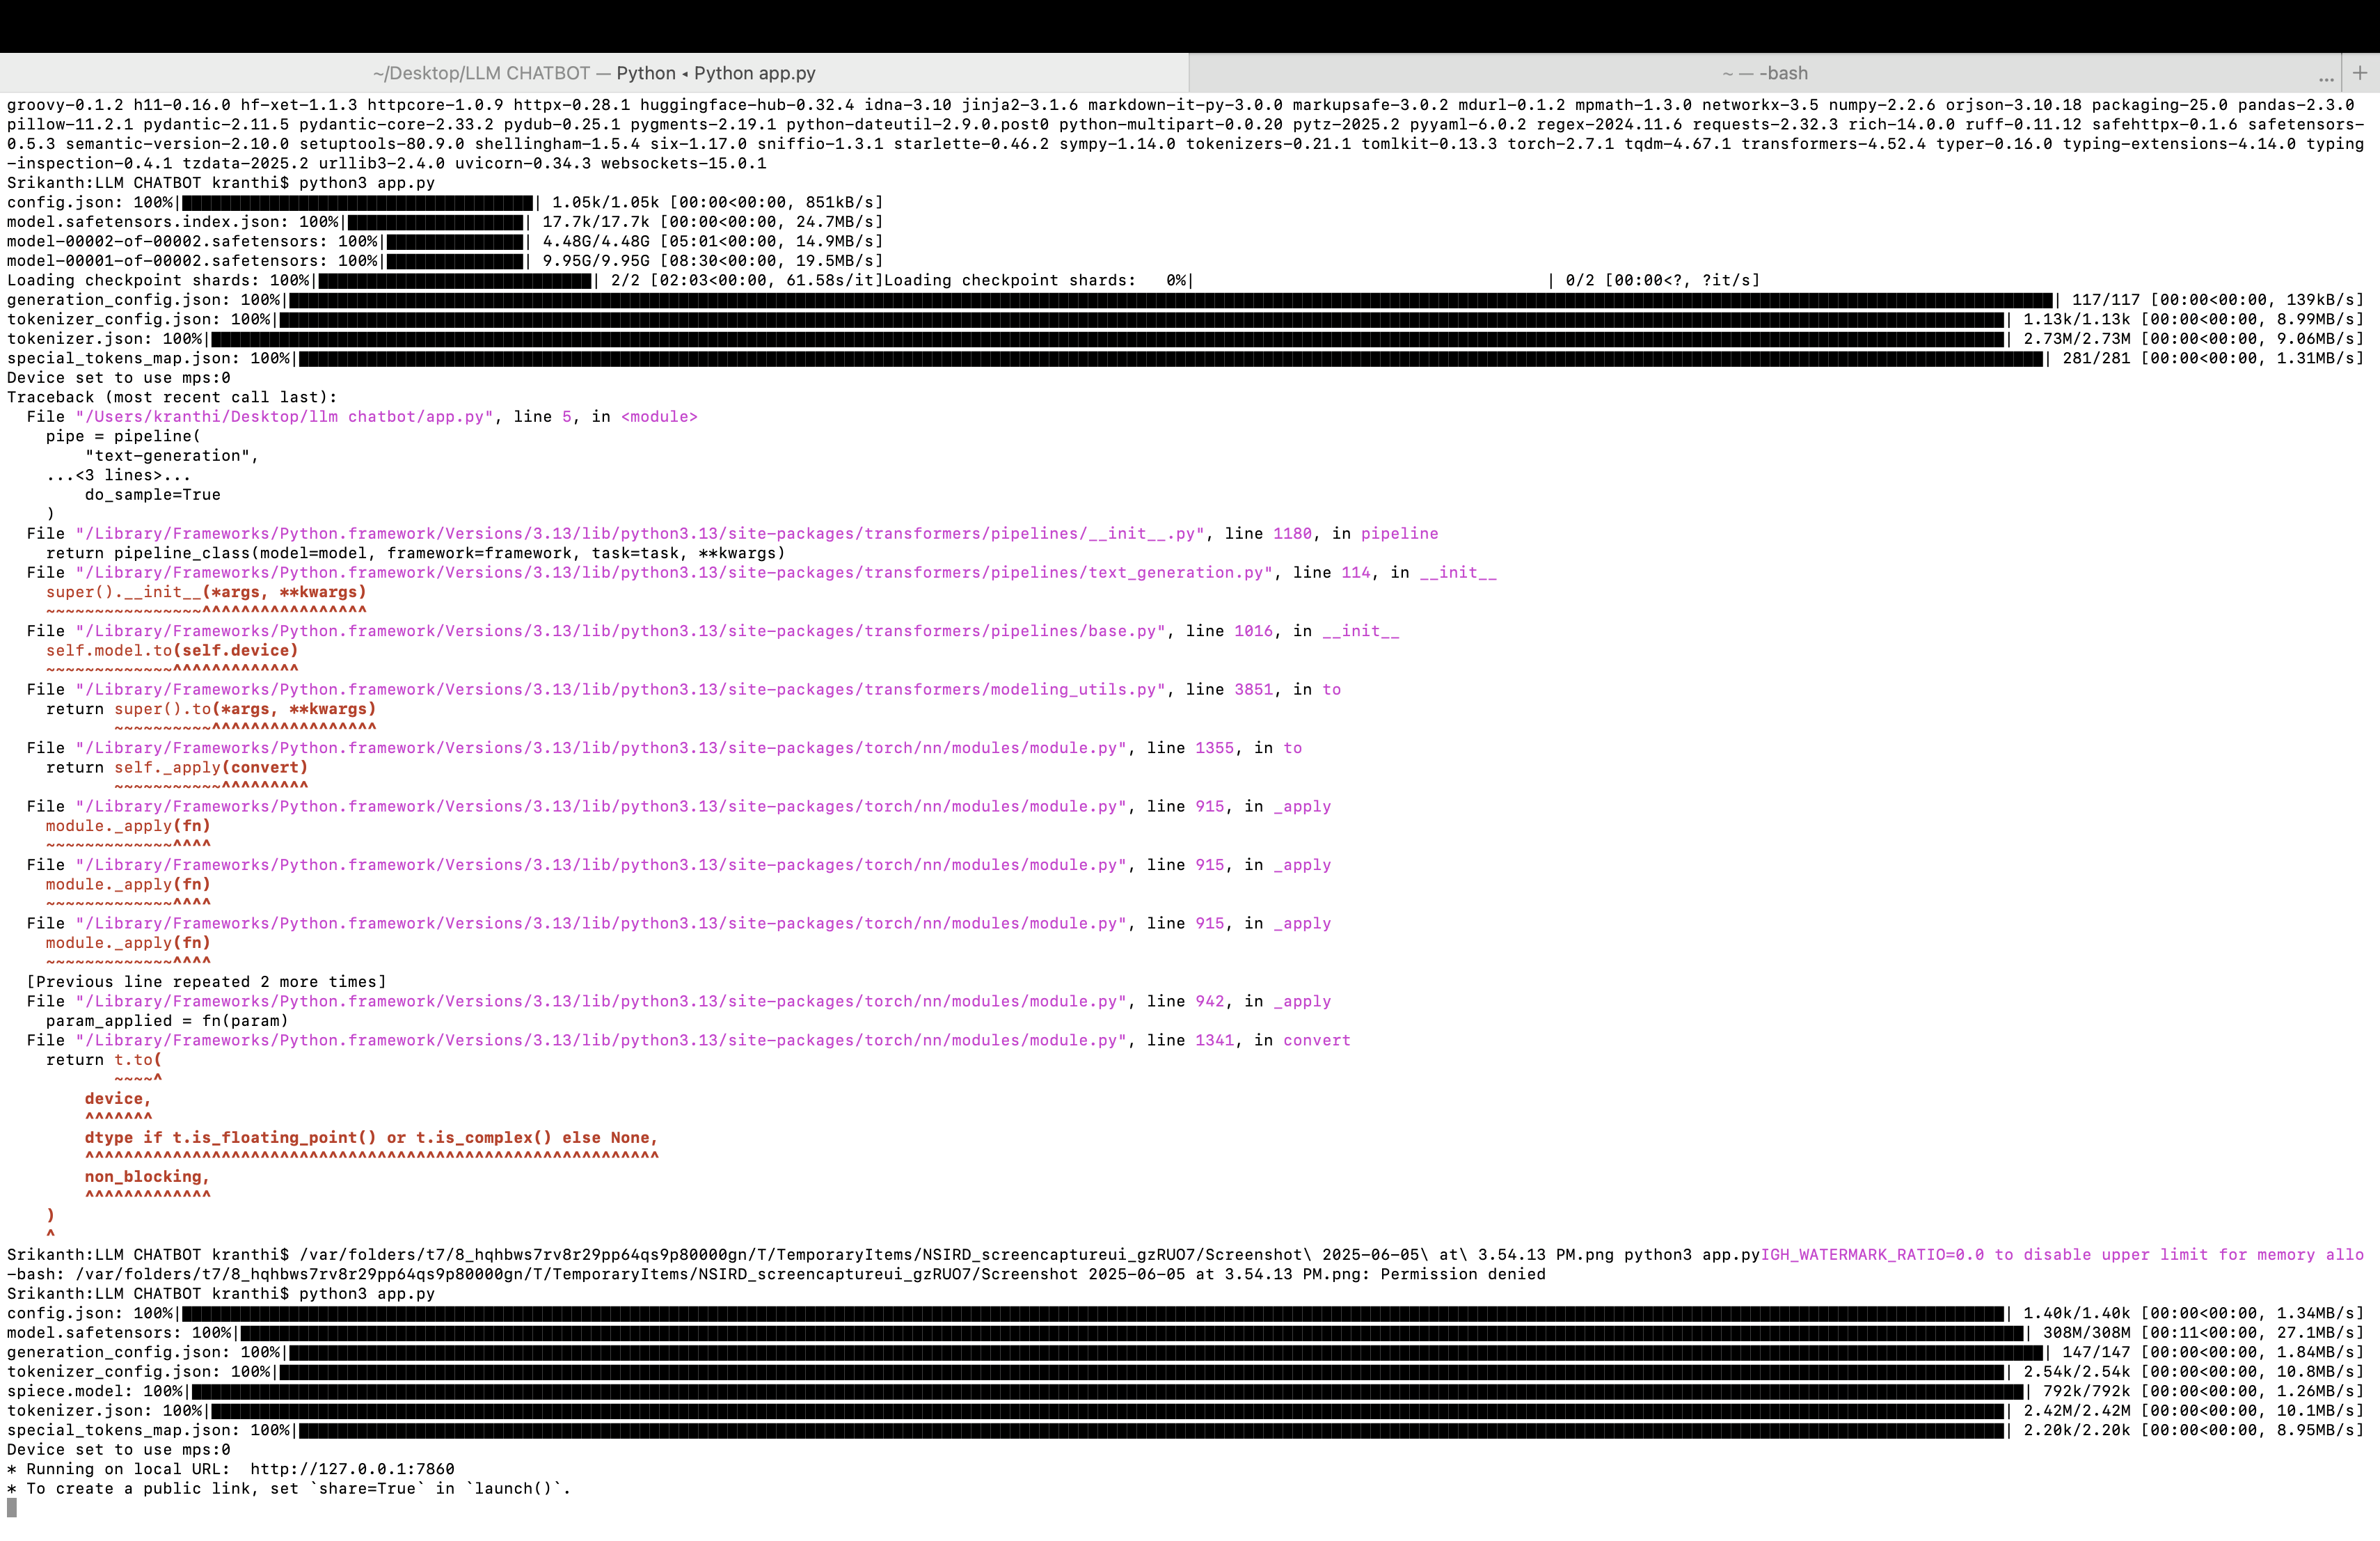 ~/Desktop/LLM CHATBOT — Python ◂ Python app.py
~ — -bash
... +
groovy-0.1.2 h11-0.16.0 hf-xet-1.1.3 httpcore-1.0.9 httpx-0.28.1 huggingface-hub-0.32.4 idna-3.10 jinja2-3.1.6 markdown-it-py-3.0.0 markupsafe-3.0.2 mdurl-0.1.2 mpmath-1.3.0 networkx-3.5 numpy-2.2.6 orjson-3.10.18 packaging-25.0 pandas-2.3.0
pillow-11.2.1 pydantic-2.11.5 pydantic-core-2.33.2 pydub-0.25.1 pygments-2.19.1 python-dateutil-2.9.0.post0 python-multipart-0.0.20 pytz-2025.2 pyyaml-6.0.2 regex-2024.11.6 requests-2.32.3 rich-14.0.0 ruff-0.11.12 safehttpx-0.1.6 safetensors-
0.5.3 semantic-version-2.10.0 setuptools-80.9.0 shellingham-1.5.4 six-1.17.0 sniffio-1.3.1 starlette-0.46.2 sympy-1.14.0 tokenizers-0.21.1 tomlkit-0.13.3 torch-2.7.1 tqdm-4.67.1 transformers-4.52.4 typer-0.16.0 typing-extensions-4.14.0 typing
-inspection-0.4.1 tzdata-2025.2 urllib3-2.4.0 uvicorn-0.34.3 websockets-15.0.1
Srikanth:LLM CHATBOT kranthi$ python3 app.py
config.json: 100%| | 1.05k/1.05k [00:00<00:00, 851kB/s]
model.safetensors.index.json: 100%| | 17.7k/17.7k [00:00<00:00, 24.7MB/s]
model-00002-of-00002.safetensors: 100%| | 4.48G/4.48G [05:01<00:00, 14.9MB/s]
model-00001-of-00002.safetensors: 100%| | 9.95G/9.95G [08:30<00:00, 19.5MB/s]
Loading checkpoint shards: 100%| | 2/2 [02:03<00:00, 61.58s/it]Loading checkpoint shards:   0%| | 0/2 [00:00<?, ?it/s]
generation_config.json: 100%| | 117/117 [00:00<00:00, 139kB/s]
tokenizer_config.json: 100%| | 1.13k/1.13k [00:00<00:00, 8.99MB/s]
tokenizer.json: 100%| | 2.73M/2.73M [00:00<00:00, 9.06MB/s]
special_tokens_map.json: 100%| | 281/281 [00:00<00:00, 1.31MB/s]
Device set to use mps:0
Traceback (most recent call last):
  File "/Users/kranthi/Desktop/llm chatbot/app.py", line 5, in <module>
    pipe = pipeline(
        "text-generation",
    ...<3 lines>...
        do_sample=True
    )
  File "/Library/Frameworks/Python.framework/Versions/3.13/lib/python3.13/site-packages/transformers/pipelines/__init__.py", line 1180, in pipeline
    return pipeline_class(model=model, framework=framework, task=task, **kwargs)
  File "/Library/Frameworks/Python.framework/Versions/3.13/lib/python3.13/site-packages/transformers/pipelines/text_generation.py", line 114, in __init__
    super().__init__(*args, **kwargs)
    ~~~~~~~~~~~~~~~~^^^^^^^^^^^^^^^^^
  File "/Library/Frameworks/Python.framework/Versions/3.13/lib/python3.13/site-packages/transformers/pipelines/base.py", line 1016, in __init__
    self.model.to(self.device)
    ~~~~~~~~~~~~~^^^^^^^^^^^^^
  File "/Library/Frameworks/Python.framework/Versions/3.13/lib/python3.13/site-packages/transformers/modeling_utils.py", line 3851, in to
    return super().to(*args, **kwargs)
           ~~~~~~~~~~^^^^^^^^^^^^^^^^^
  File "/Library/Frameworks/Python.framework/Versions/3.13/lib/python3.13/site-packages/torch/nn/modules/module.py", line 1355, in to
    return self._apply(convert)
           ~~~~~~~~~~~^^^^^^^^^
  File "/Library/Frameworks/Python.framework/Versions/3.13/lib/python3.13/site-packages/torch/nn/modules/module.py", line 915, in _apply
    module._apply(fn)
    ~~~~~~~~~~~~~^^^^
  File "/Library/Frameworks/Python.framework/Versions/3.13/lib/python3.13/site-packages/torch/nn/modules/module.py", line 915, in _apply
    module._apply(fn)
    ~~~~~~~~~~~~~^^^^
  File "/Library/Frameworks/Python.framework/Versions/3.13/lib/python3.13/site-packages/torch/nn/modules/module.py", line 915, in _apply
    module._apply(fn)
    ~~~~~~~~~~~~~^^^^
  [Previous line repeated 2 more times]
  File "/Library/Frameworks/Python.framework/Versions/3.13/lib/python3.13/site-packages/torch/nn/modules/module.py", line 942, in _apply
    param_applied = fn(param)
  File "/Library/Frameworks/Python.framework/Versions/3.13/lib/python3.13/site-packages/torch/nn/modules/module.py", line 1341, in convert
    return t.to(
           ~~~~^
        device,
        ^^^^^^^
        dtype if t.is_floating_point() or t.is_complex() else None,
        ^^^^^^^^^^^^^^^^^^^^^^^^^^^^^^^^^^^^^^^^^^^^^^^^^^^^^^^^^^^
        non_blocking,
        ^^^^^^^^^^^^^
    )
    ^
Srikanth:LLM CHATBOT kranthi$ /var/folders/t7/8_hqhbws7rv8r29pp64qs9p80000gn/T/TemporaryItems/NSIRD_screencaptureui_gzRUO7/Screenshot\ 2025-06-05\ at\ 3.54.13 PM.png python3 app.pyIGH_WATERMARK_RATIO=0.0 to disable upper limit for memory allo
-bash: /var/folders/t7/8_hqhbws7rv8r29pp64qs9p80000gn/T/TemporaryItems/NSIRD_screencaptureui_gzRUO7/Screenshot 2025-06-05 at 3.54.13 PM.png: Permission denied
Srikanth:LLM CHATBOT kranthi$ python3 app.py
config.json: 100%| | 1.40k/1.40k [00:00<00:00, 1.34MB/s]
model.safetensors: 100%| | 308M/308M [00:11<00:00, 27.1MB/s]
generation_config.json: 100%| | 147/147 [00:00<00:00, 1.84MB/s]
tokenizer_config.json: 100%| | 2.54k/2.54k [00:00<00:00, 10.8MB/s]
spiece.model: 100%| | 792k/792k [00:00<00:00, 1.26MB/s]
tokenizer.json: 100%| | 2.42M/2.42M [00:00<00:00, 10.1MB/s]
special_tokens_map.json: 100%| | 2.20k/2.20k [00:00<00:00, 8.95MB/s]
Device set to use mps:0
* Running on local URL:  http://127.0.0.1:7860
* To create a public link, set `share=True` in `launch()`.